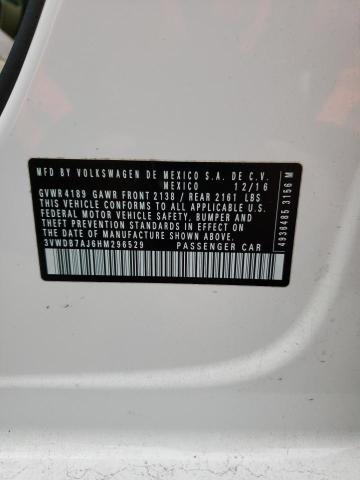 MFD BY VOLKSWAGEN DE MEXICO S.A. DE C.V.
MEXICO 12/16
GVWR 4189 GAWR FRONT 2138 / REAR 2161 LBS
THIS VEHICLE CONFORMS TO ALL APPLICABLE U.S.
FEDERAL MOTOR VEHICLE SAFETY, BUMPER AND
THEFT PREVENTION STANDARDS IN EFFECT ON THE
DATE OF MANUFACTURE SHOWN ABOVE.
3VWDB7AJ6HM296529 PASSENGER CAR
4936485 3156 M